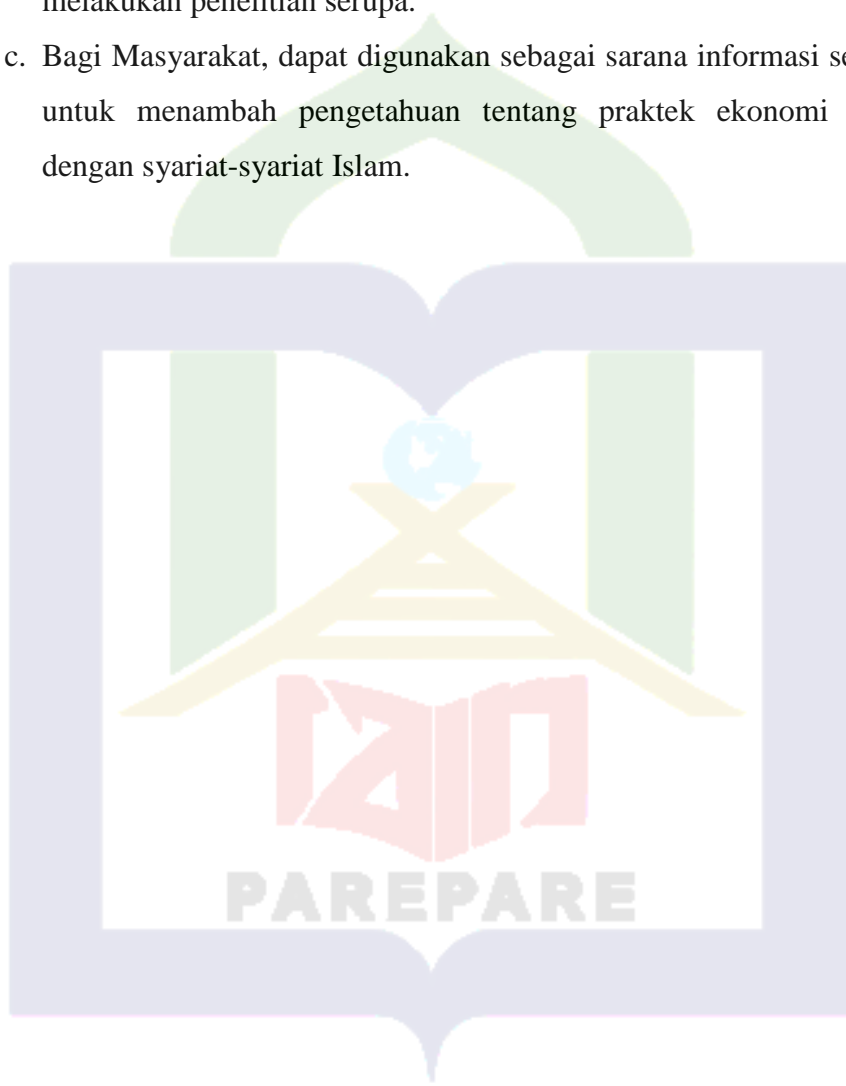 melakukan penelitian serupa.
c. Bagi Masyarakat, dapat digunakan sebagai sarana informasi
untuk menambah pengetahuan tentang praktek ekonomi
dengan syariat-syariat Islam.
iain
PAREPARE